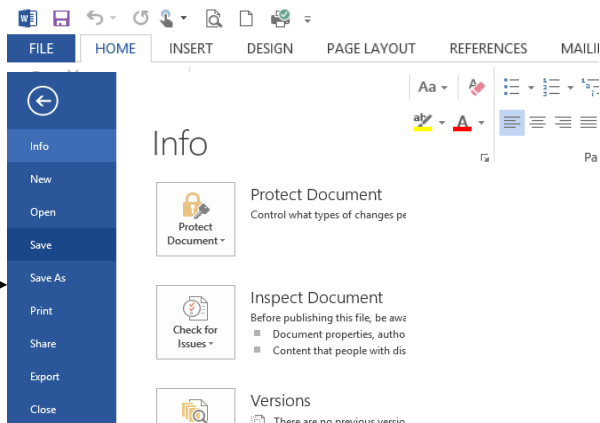 FILE HOME INSERT DESIGN PAGE LAYOUT REFERENCES MAILI
Aa
Pa
Info
New
Open
Save
Save As
Print
Share
Export
Close
Info
Protect
Document
Protect Document
Control what types of changes pe
Check for
Issues
Inspect Document
Before publishing this file, be awa
Document properties, autho
Content that people with dis
Versions
There are no previous versio